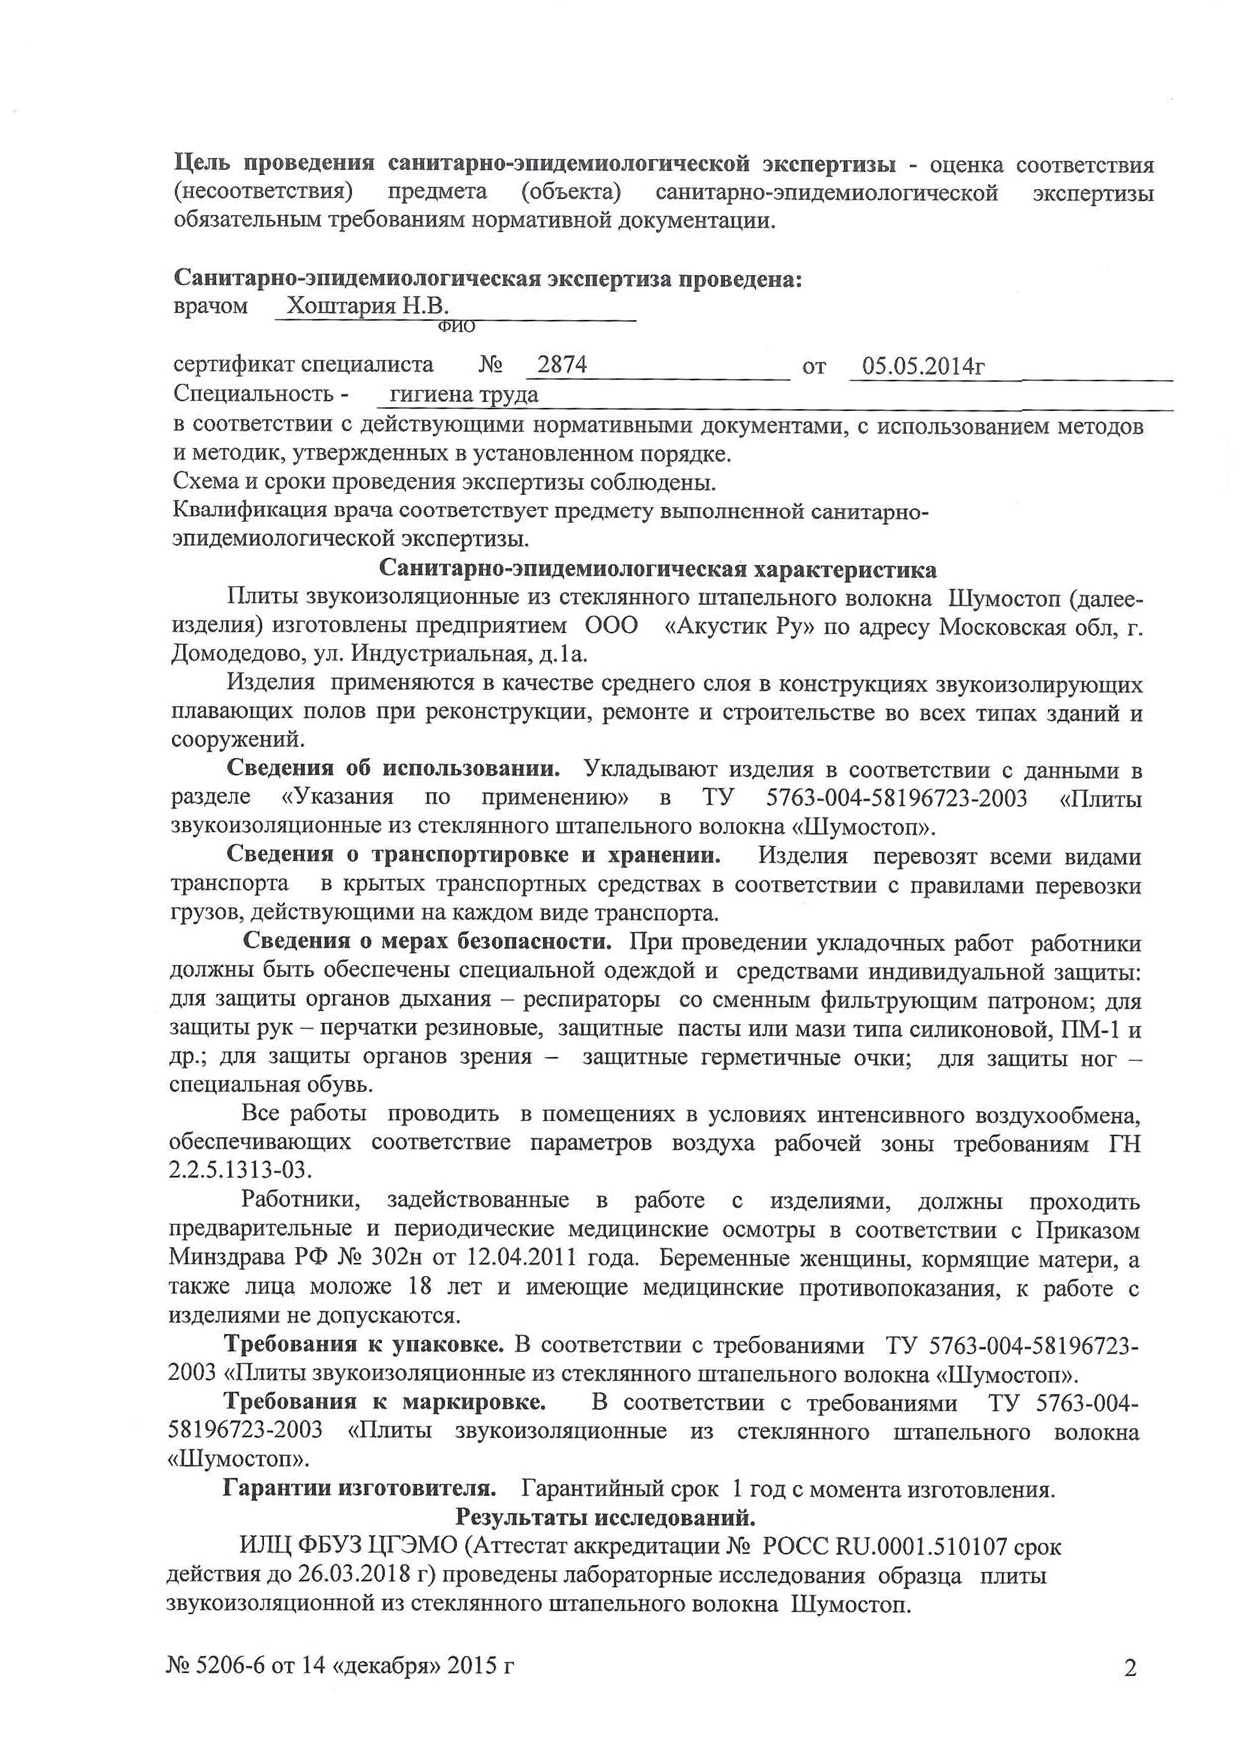 Цель проведения санитарно-эпидемиологической экспертизы - оценка соответствия
(несоответствия) предмета (объекта) санитарно-эпидемиологической экспертизы
обязательным требованиям нормативной документации.
Санитарно-эпидемиологическая экспертиза проведена:
врачом Хоштария Н.В.
ФИО
сертификат специалиста № 2874 от 05.05.2014г
Специальность - гигиена труда
в соответствии с действующими нормативными документами, с использованием методов
и методик, утвержденных в установленном порядке.
Схема и сроки проведения экспертизы соблюдены.
Квалификация врача соответствует предмету выполненной санитарно-
эпидемиологической экспертизы.
Санитарно-эпидемиологическая характеристика
Плиты звукоизоляционные из стеклянного штапельного волокна Шумостоп (далее-
изделия) изготовлены предприятием ООО «Акустик Ру» по адресу Московская обл, г.
Домодедово, ул. Индустриальная, д.1а.
Изделия применяются в качестве среднего слоя в конструкциях звукоизолирующих
плавающих полов при реконструкции, ремонте и строительстве во всех типах зданий и
сооружений.
Сведения об использовании. Укладывают изделия в соответствии с данными в
разделе «Указания по применению» в ТУ 5763-004-58196723-2003 «Плиты
звукоизоляционные из стеклянного штапельного волокна «Шумостоп».
Сведения о транспортировке и хранении. Изделия перевозят всеми видами
транспорта в крытых транспортных средствах в соответствии с правилами перевозки
грузов, действующими на каждом виде транспорта.
Сведения о мерах безопасности. При проведении укладочных работ работники
должны быть обеспечены специальной одеждой и средствами индивидуальной защиты:
для защиты органов дыхания – респираторы со сменным фильтрующим патроном; для
защиты рук – перчатки резиновые, защитные пасты или мази типа силиконовой, ПМ-1 и
др.; для защиты органов зрения – защитные герметичные очки; для защиты ног –
специальная обувь.
Все работы проводить в помещениях в условиях интенсивного воздухообмена,
обеспечивающих соответствие параметров воздуха рабочей зоны требованиям ГН
2.2.5.1313-03.
Работники, задействованные в работе с изделиями, должны проходить
предварительные и периодические медицинские осмотры в соответствии с Приказом
Минздрава РФ № 302н от 12.04.2011 года. Беременные женщины, кормящие матери, а
также лица моложе 18 лет и имеющие медицинские противопоказания, к работе с
изделиями не допускаются.
Требования к упаковке. В соответствии с требованиями ТУ 5763-004-58196723-
2003 «Плиты звукоизоляционные из стеклянного штапельного волокна «Шумостоп».
Требования к маркировке. В соответствии с требованиями ТУ 5763-004-
58196723-2003 «Плиты звукоизоляционные из стеклянного штапельного волокна
«Шумостоп».
Гарантии изготовителя. Гарантийный срок 1 год с момента изготовления.
Результаты исследований.
ИЛЦ ФБУЗ ЦГЭМО (Аттестат аккредитации № РОСС RU.0001.510107 срок
действия до 26.03.2018 г) проведены лабораторные исследования образца плиты
звукоизоляционной из стеклянного штапельного волокна Шумостоп.
№ 5206-6 от 14 «декабря» 2015 г 2